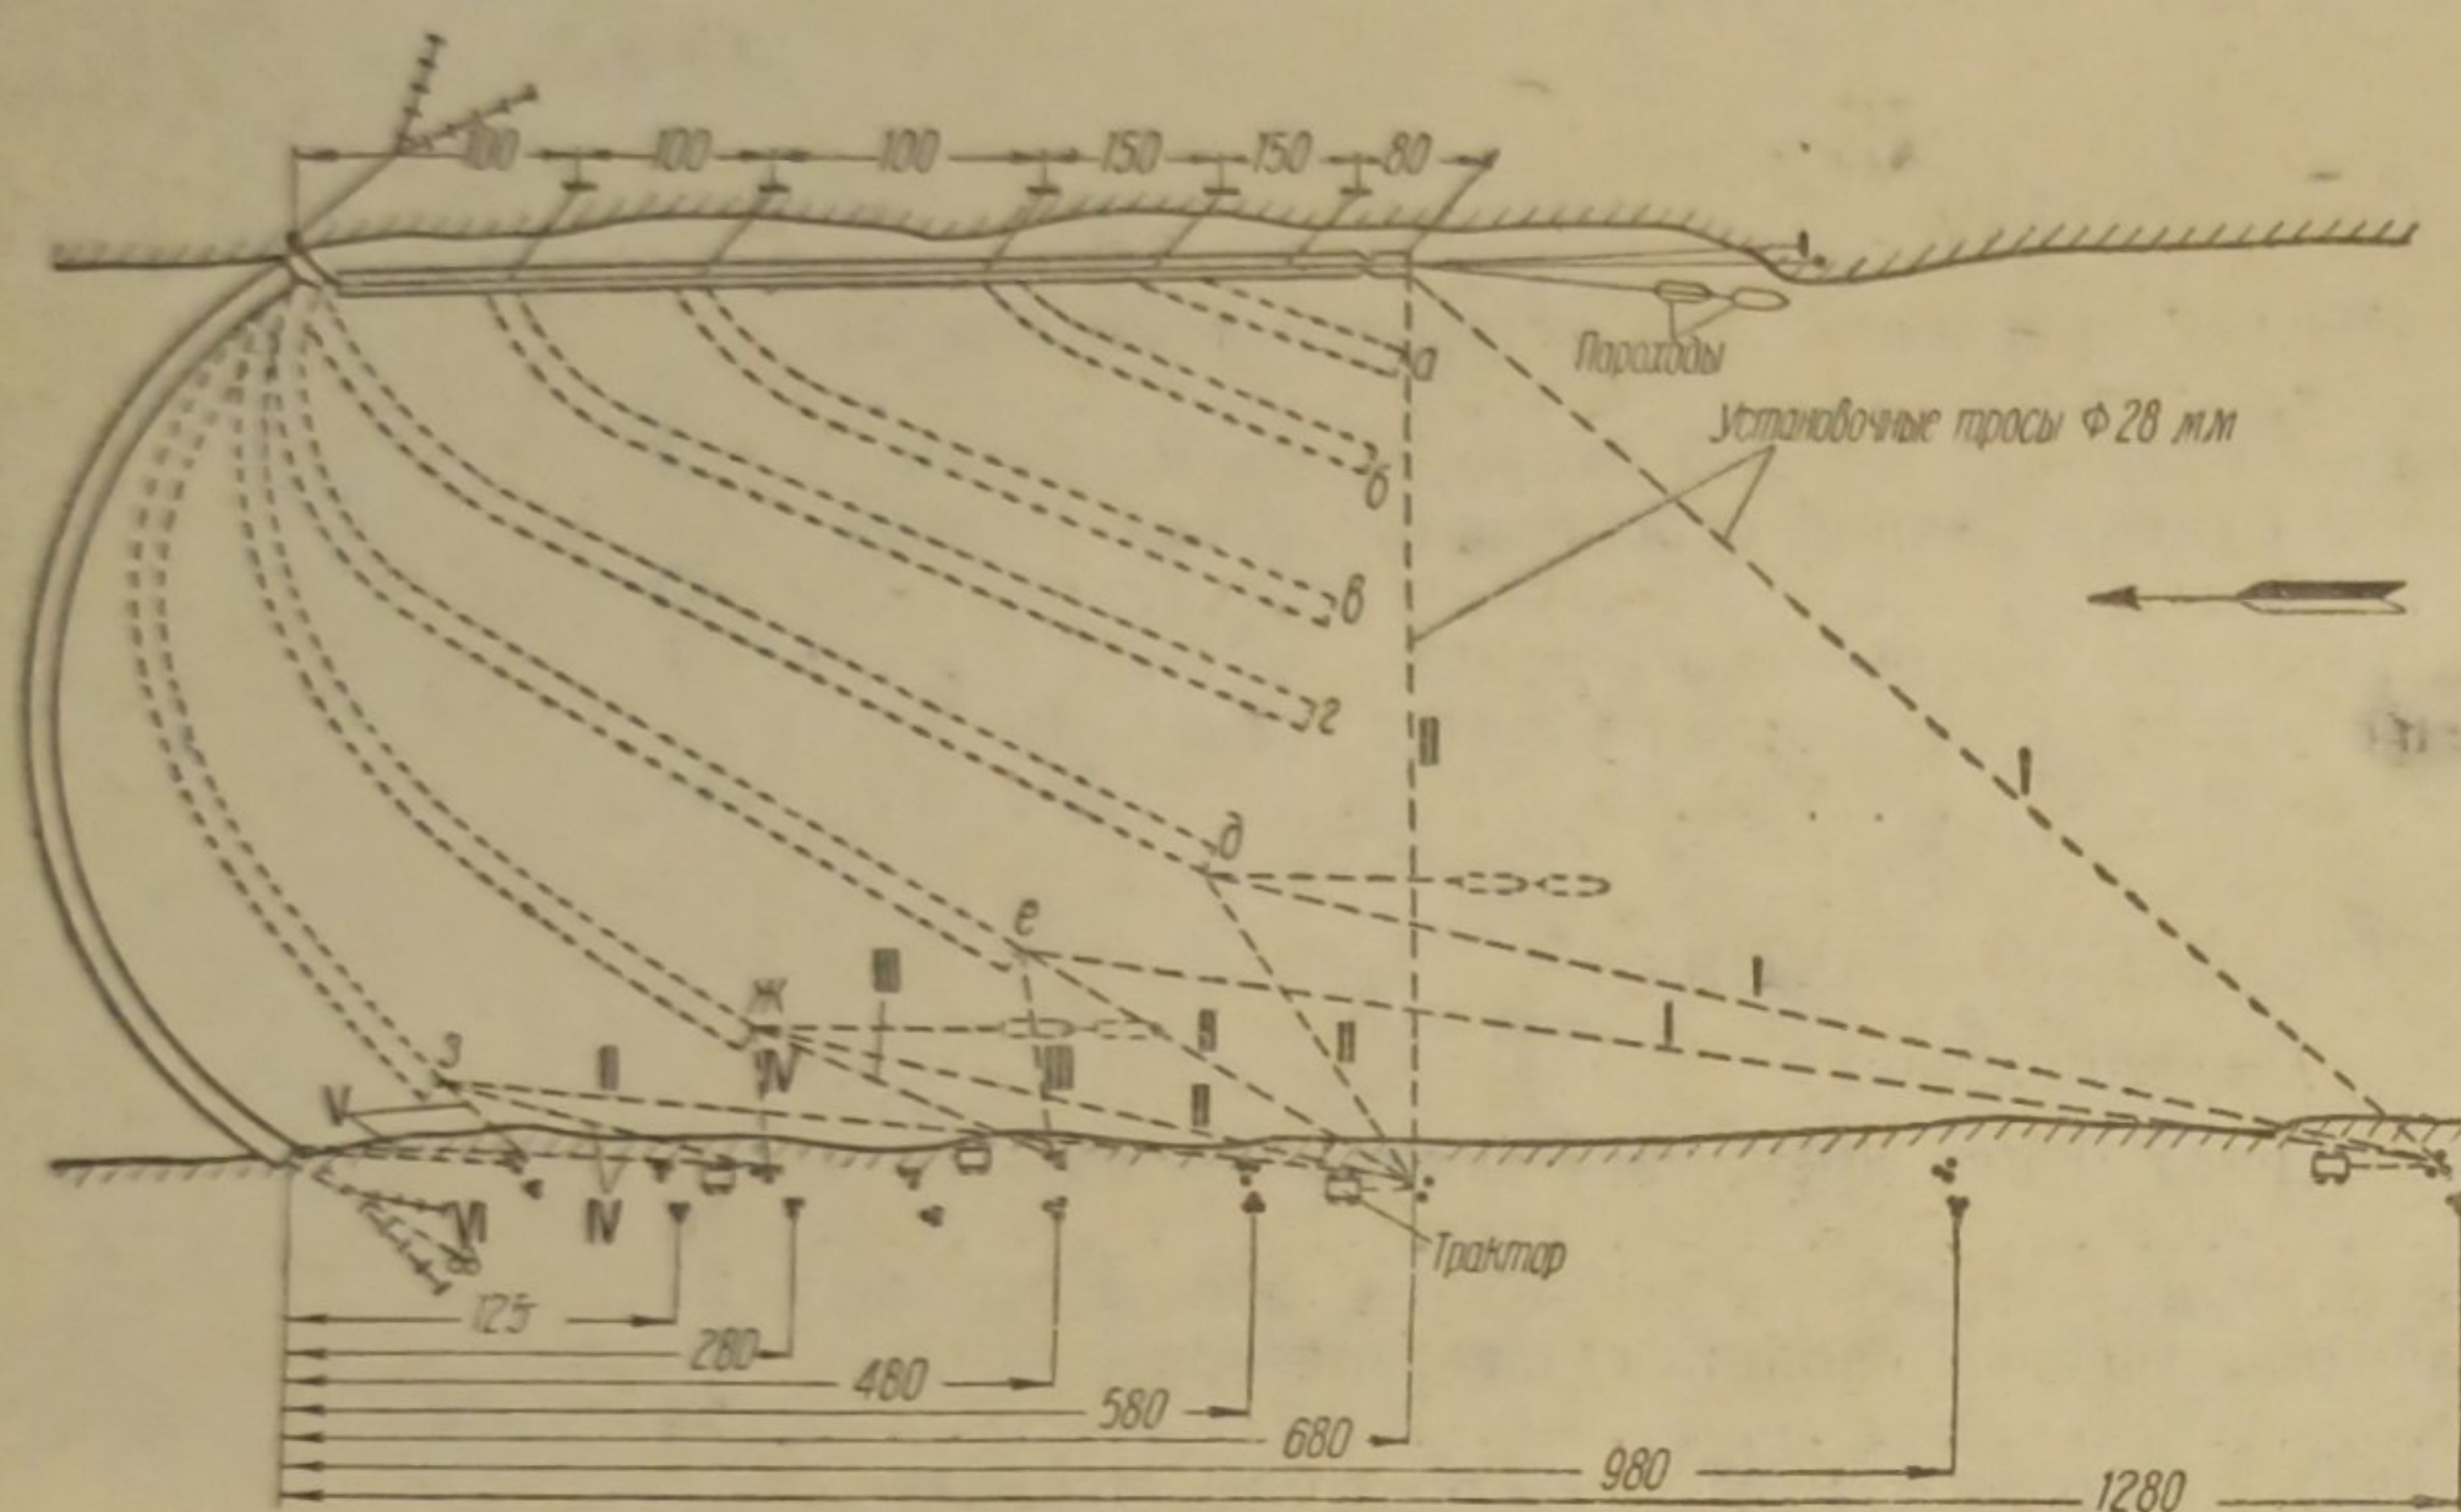 100 100 100 150 150 80
I
Пароходы
а
Установочные тросы Ф 28 мм
б
в
г
II
I
д
е
I
III
ж
I
II
II
З
II
IV
III
V
II
VI
IV
Трактор
125
280
480
580
680
980
1280